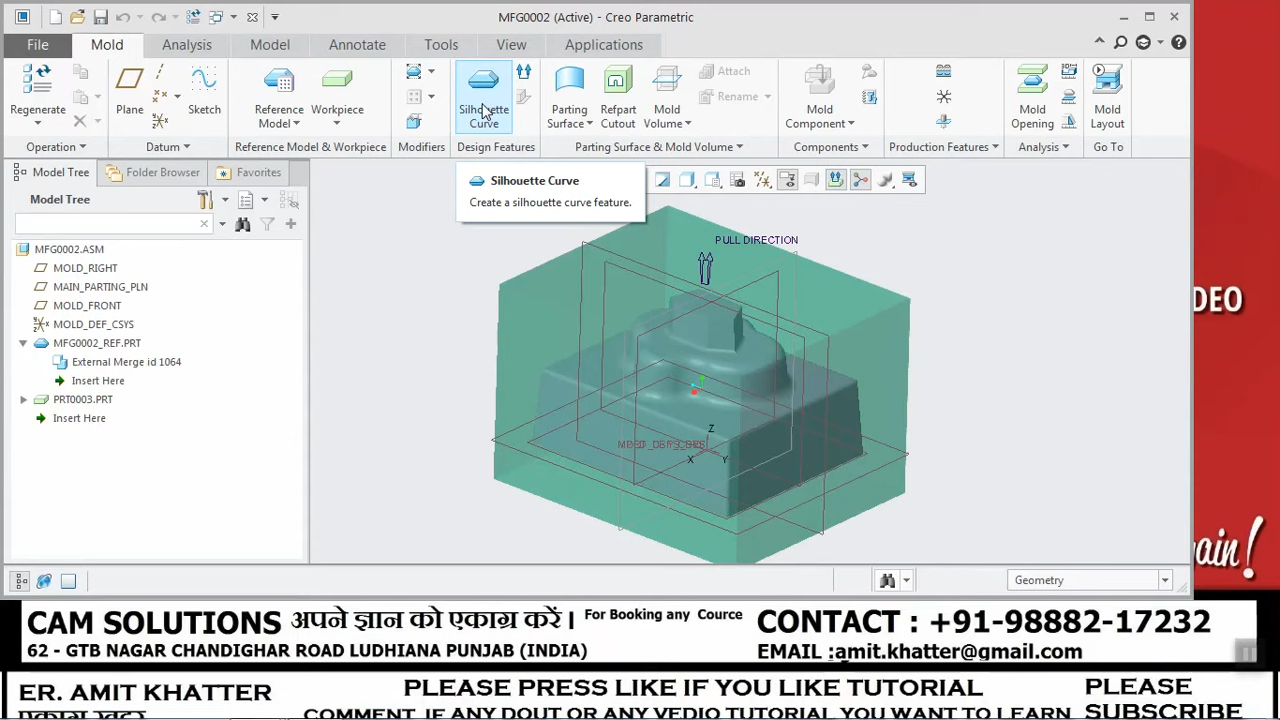 MFG0002 (Active) - Creo Parametric
File Mold Analysis Model Annotate Tools View Applications
Regenerate
Plane
Sketch
Reference Model
Workpiece
Silhouette Curve
Parting Surface
Refpart Cutout
Mold Volume
Attach
Rename
Mold Component
Mold Opening
Mold Layout
Operation Datum Reference Model & Workpiece Modifiers Design Features Parting Surface & Mold Volume Components Production Features Analysis Go To
Model Tree Folder Browser Favorites
Model Tree
Silhouette Curve
Create a silhouette curve feature.
MFG0002.ASM
MOLD_RIGHT
MAIN_PARTING_PLN
MOLD_FRONT
MOLD_DEF_CSYS
MFG0002_REF.PRT
External Merge id 1064
Insert Here
PRT0003.PRT
Insert Here
PULL DIRECTION
Z
X Y
DEO
ain!
Geometry
CAM SOLUTIONS अपने ज्ञान को एकाग्र करें । For Booking any Cource CONTACT : +91-98882-17232
62 - GTB NAGAR CHANDIGHAR ROAD LUDHIANA PUNJAB (INDIA) EMAIL :amit.khatter@gmail.com
ER. AMIT KHATTER PLEASE PRESS LIKE IF YOU LIKE TUTORIAL PLEASE
COMMENT IF ANY DOUT OR ANY VEDIO TUTORIAL YOU WANT TO LEARN SUBSCRIBE